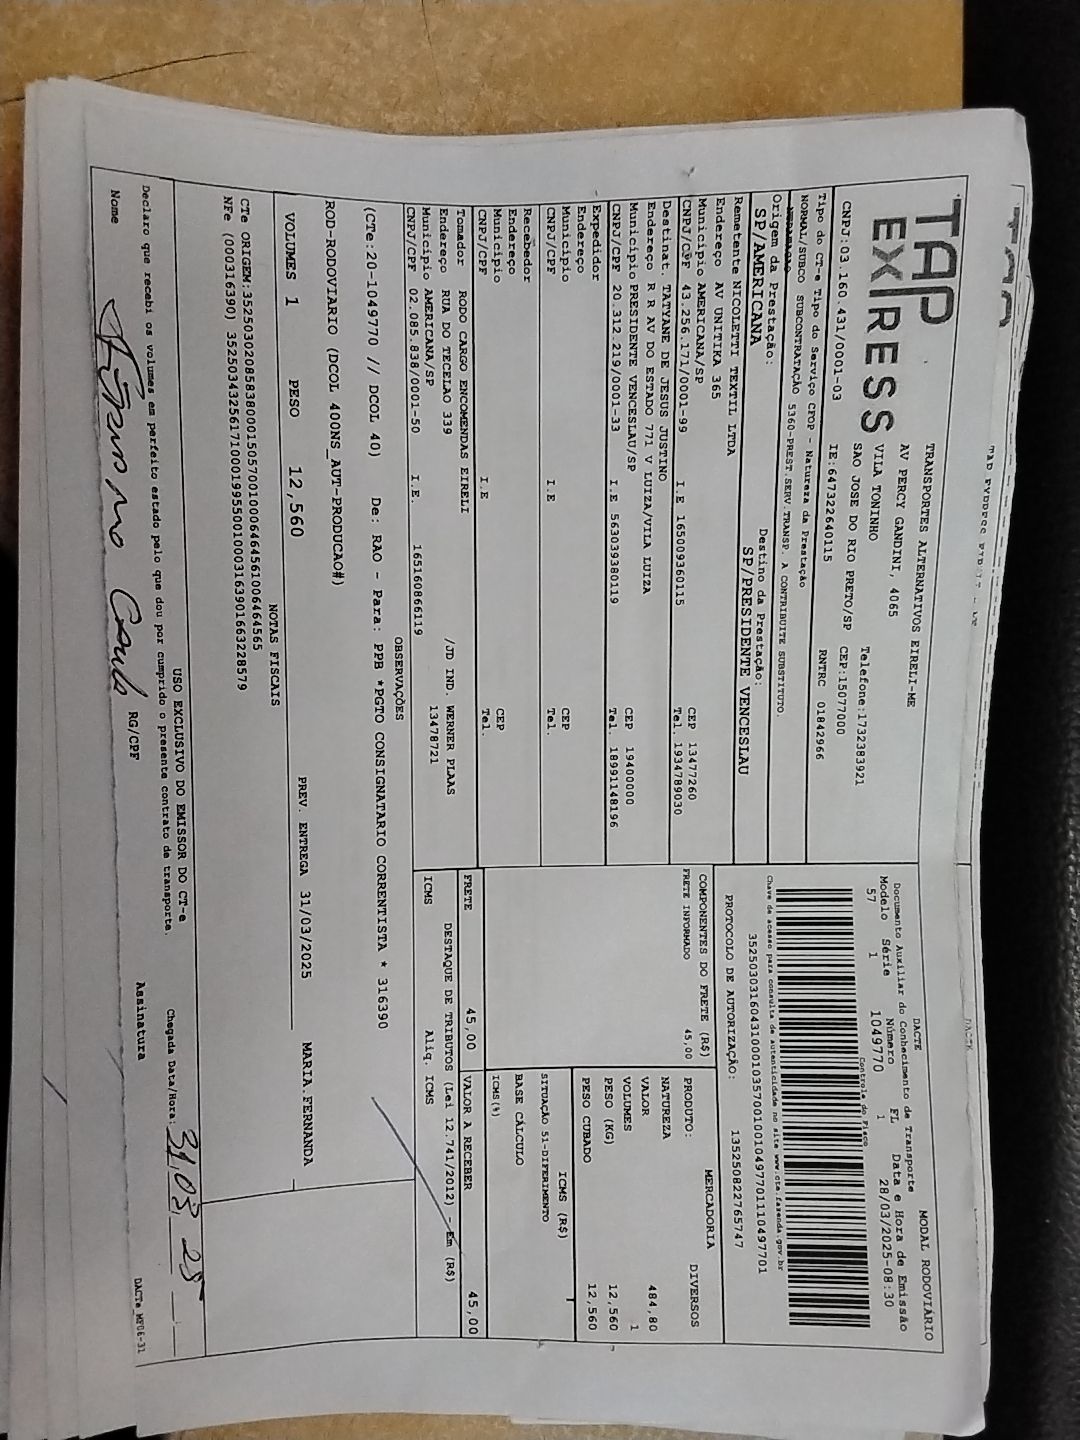 TAP
EXPRESS
TRANSPORTES ALTERNATIVOS EIRELI-ME
AV PERCY GANDINI, 4065
VILA TONINHO
SAO JOSE DO RIO PRETO/SP
Telefone:1732383921
CEP:15077000
CNPJ:03.160.431/0001-03
IE:647322640115
RNTRC 01842966
DACTE
MODAL RODOVIÁRIO
Documento Auxiliar do Conhecimento de Transporte
Modelo Série Número FL Data e Hora de Emissão
57 1 1049770 1 28/03/2025-08:30
Controle do Fisco
Chave de acesso para consulta de autenticidade no site www.cte.fazenda.gov.br
35250303160431000103570010010497701110497701
PROTOCOLO DE AUTORIZAÇÃO: 135250822765747
Tipo do CT-e Tipo do Serviço CFOP - Natureza da Prestação
NORMAL/SUBCO SUBCONTRATAÇÃO 5360-PREST.SERV.TRANSP. A CONTRIBUITE SUBSTITUTO.
Origem da Prestação:
SP/AMERICANA
Destino da Prestação:
SP/PRESIDENTE VENCESLAU
Remetente NICOLETTI TEXTIL LTDA
Endereço AV UNITIKA 365
Município AMERICANA/SP CEP 13477260
CNPJ/CPF 43.256.171/0001-99 I.E 165009360115 Tel. 1934789030
Destinat. TATYANE DE JESUS JUSTINO
Endereço R R AV DO ESTADO 771 V LUIZA/VILA LUIZA
Município PRESIDENTE VENCESLAU/SP CEP 19400000
CNPJ/CPF 20.312.219/0001-33 I.E 563039380119 Tel. 18991148196
Expedidor
Endereço
Município CEP
CNPJ/CPF I.E Tel.
Recebedor
Endereço
Município CEP
CNPJ/CPF I.E Tel.
Tomador RODO CARGO ENCOMENDAS EIRELI
Endereço RUA DO TECELAO 339 /JD IND. WERNER PLAAS
Município AMERICANA/SP 13478721
CNPJ/CPF 02.085.838/0001-50 I.E. 165160866119
COMPONENTES DO FRETE (R$)
FRETE INFORMADO 45,00
MERCADORIA
PRODUTO: DIVERSOS
NATUREZA
VALOR 484,80
VOLUMES 1
PESO (KG) 12,560
PESO CUBADO 12,560
ICMS (R$)
SITUAÇÃO 51-DIFERIMENTO
BASE CÁLCULO
ICMS(%)
FRETE 45,00
VALOR A RECEBER 45,00
DESTAQUE DE TRIBUTOS (Lei 12.741/2012) - Em (R$)
ICMS Aliq. ICMS
OBSERVAÇÕES
(CTe:20-1049770 // DCOL 40) De: RAO - Para: PPB *PGTO CONSIGNATARIO CORRENTISTA * 316390
ROD-RODOVIARIO (DCOL 400NS_AUT-PRODUCAO#)
VOLUMES 1 PESO 12,560 PREV. ENTREGA 31/03/2025 MARIA.FERNANDA
NOTAS FISCAIS
CTe ORIGEM:35250302085838000150570010006464561006464565
NFe (000316390) 35250343256171000199550010003163901663228579
USO EXCLUSIVO DO EMISSOR DO CT-e
Declaro que recebi os volumes em perfeito estado pelo que dou por cumprido o presente contrato de transporte.
Chegada Data/Hora: 31/03/25
Nome RG/CPF Assinatura
DACTe_MF06-31